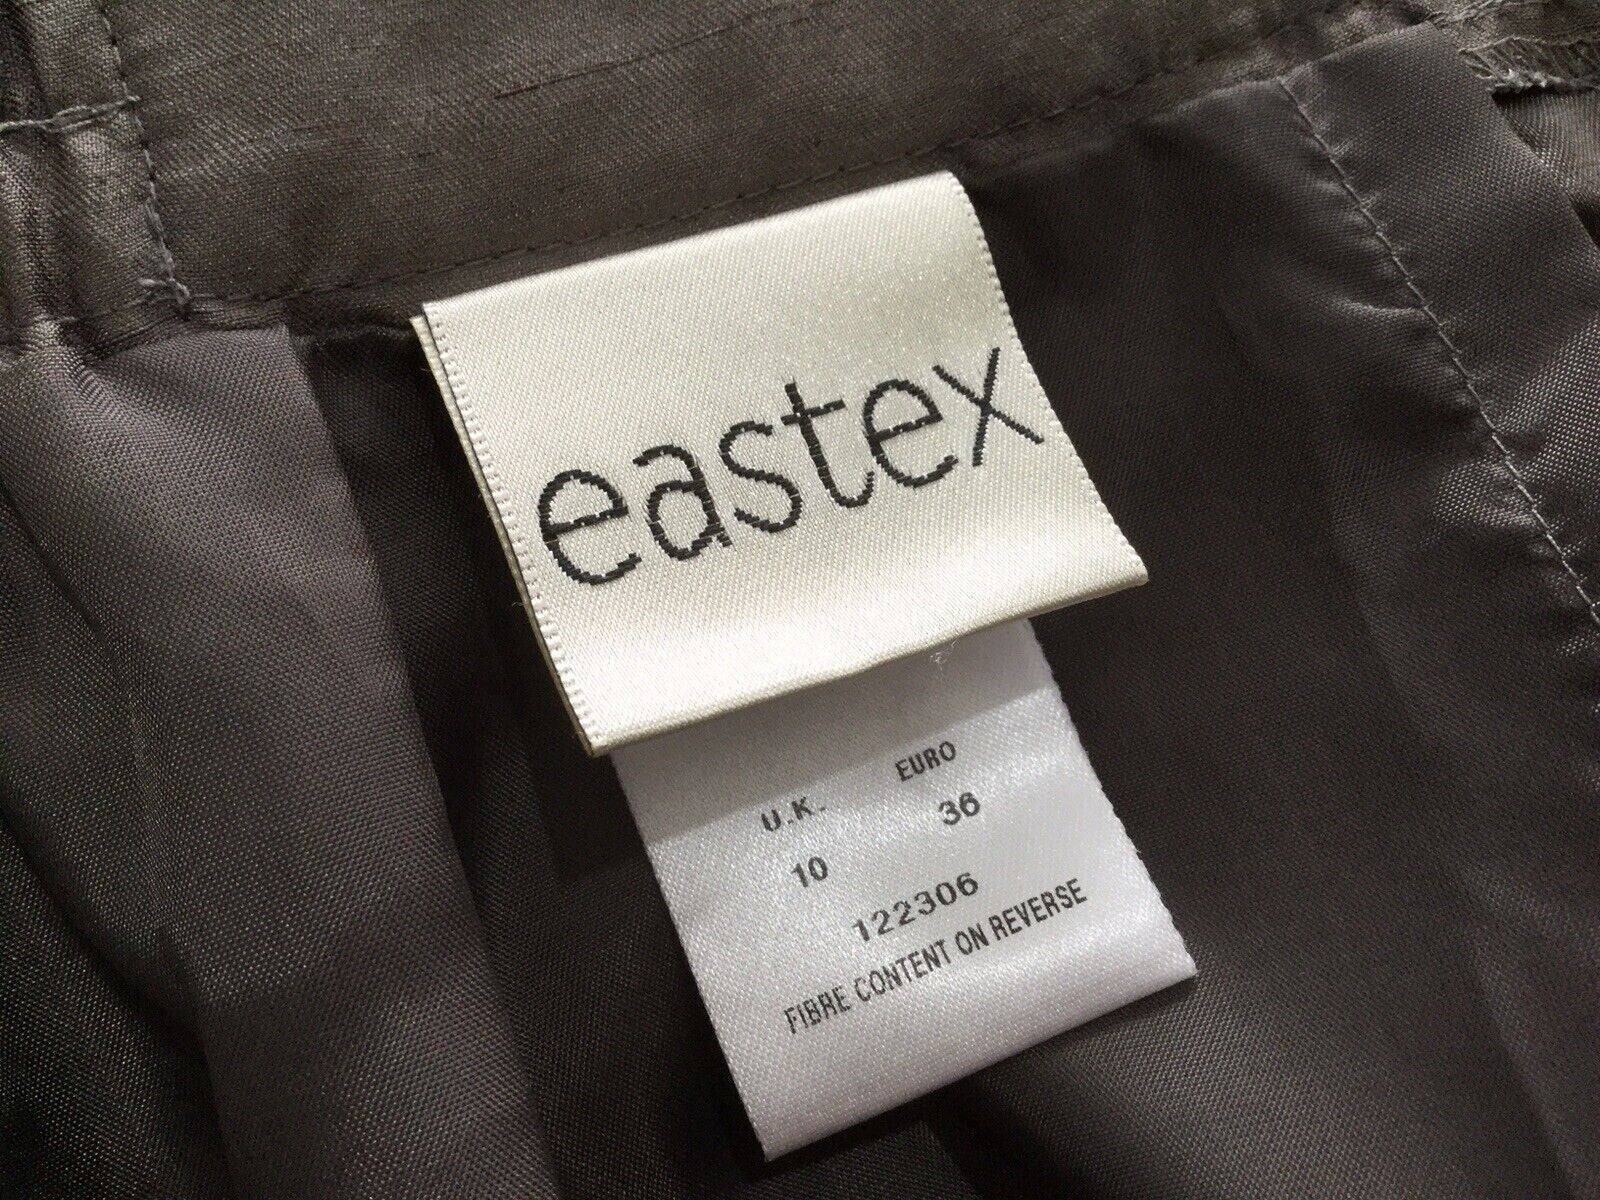 eastex
U.K. EURO
10 36
122306
FIBRE CONTENT ON REVERSE